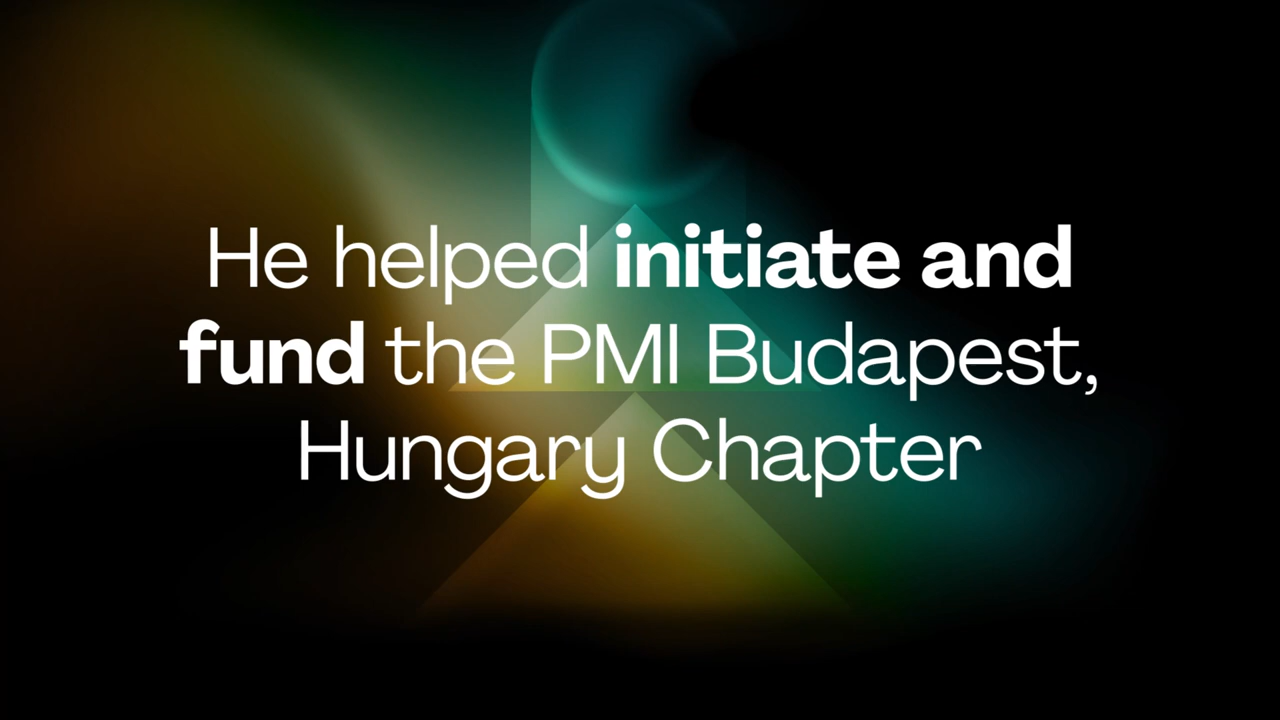 He helped initiate and
fund the PMI Budapest,
Hungary Chapter